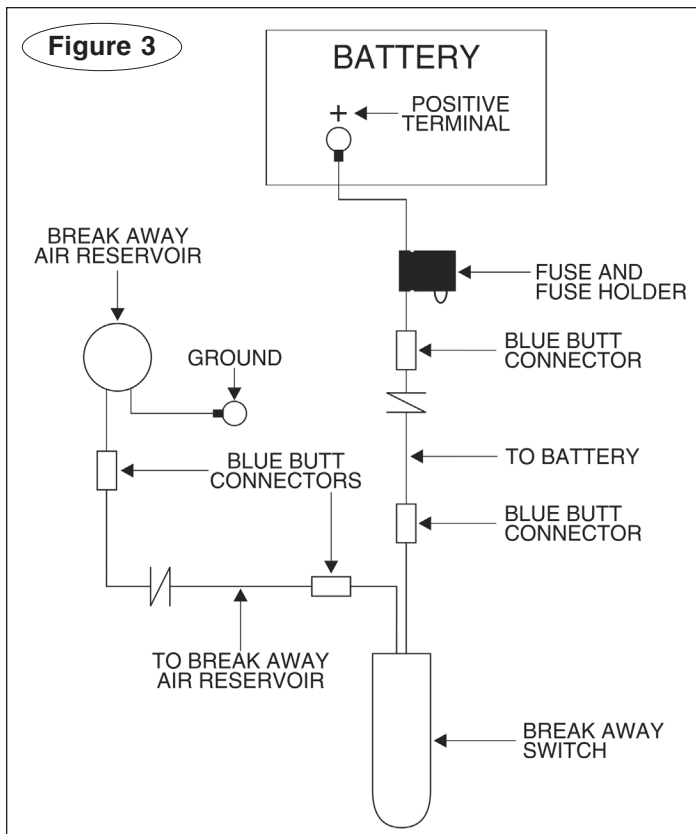 Figure 3
BATTERY
+
POSITIVE
TERMINAL
BREAK AWAY
AIR RESERVOIR
FUSE AND
FUSE HOLDER
GROUND
BLUE BUTT
CONNECTOR
BLUE BUTT
CONNECTORS
TO BATTERY
BLUE BUTT
CONNECTOR
TO BREAK AWAY
AIR RESERVOIR
BREAK AWAY
SWITCH